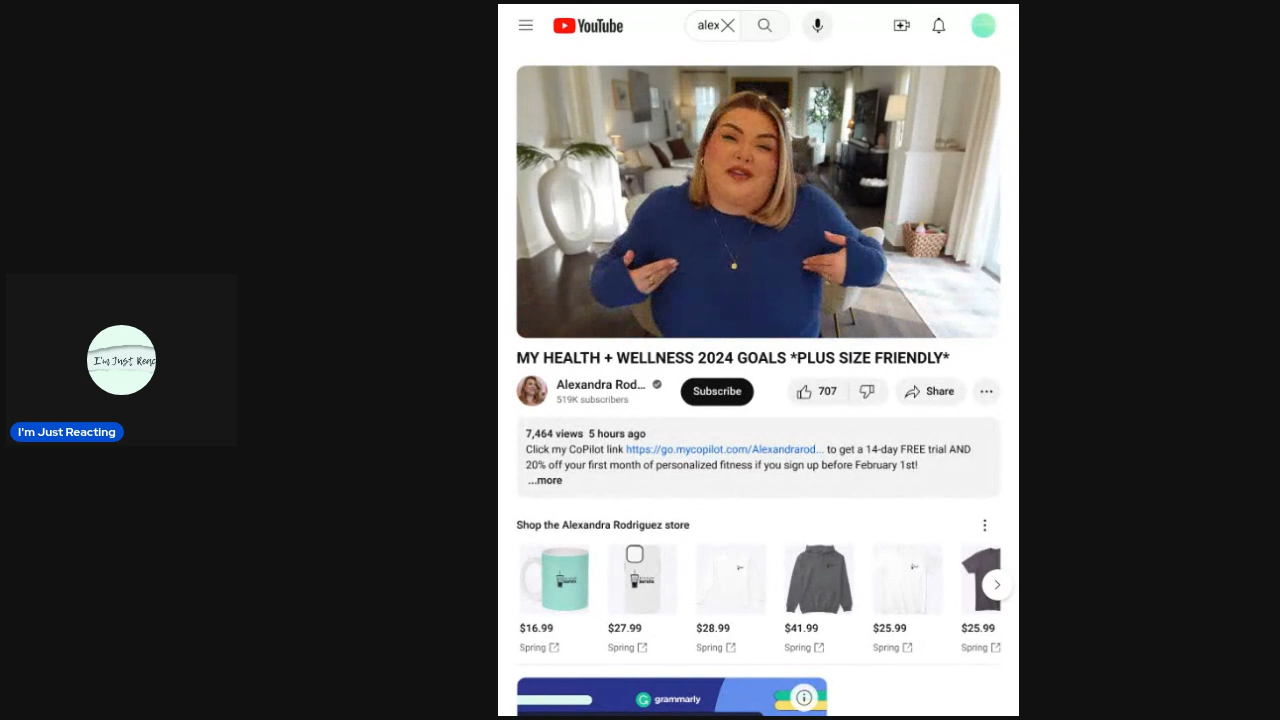 YouTube
alex
MY HEALTH + WELLNESS 2024 GOALS *PLUS SIZE FRIENDLY*
Alexandra Rod...
519K subscribers
Subscribe
707
Share
7,464 views 5 hours ago
Click my CoPilot link https://go.mycopilot.com/Alexandrarod... to get a 14-day FREE trial AND
20% off your first month of personalized fitness if you sign up before February 1st!
...more
I'm Just Reac
I'm Just Reacting
Shop the Alexandra Rodriguez store
$16.99
$27.99
$28.99
$41.99
$25.99
$25.99
Spring
Spring
Spring
Spring
Spring
Spring
grammarly